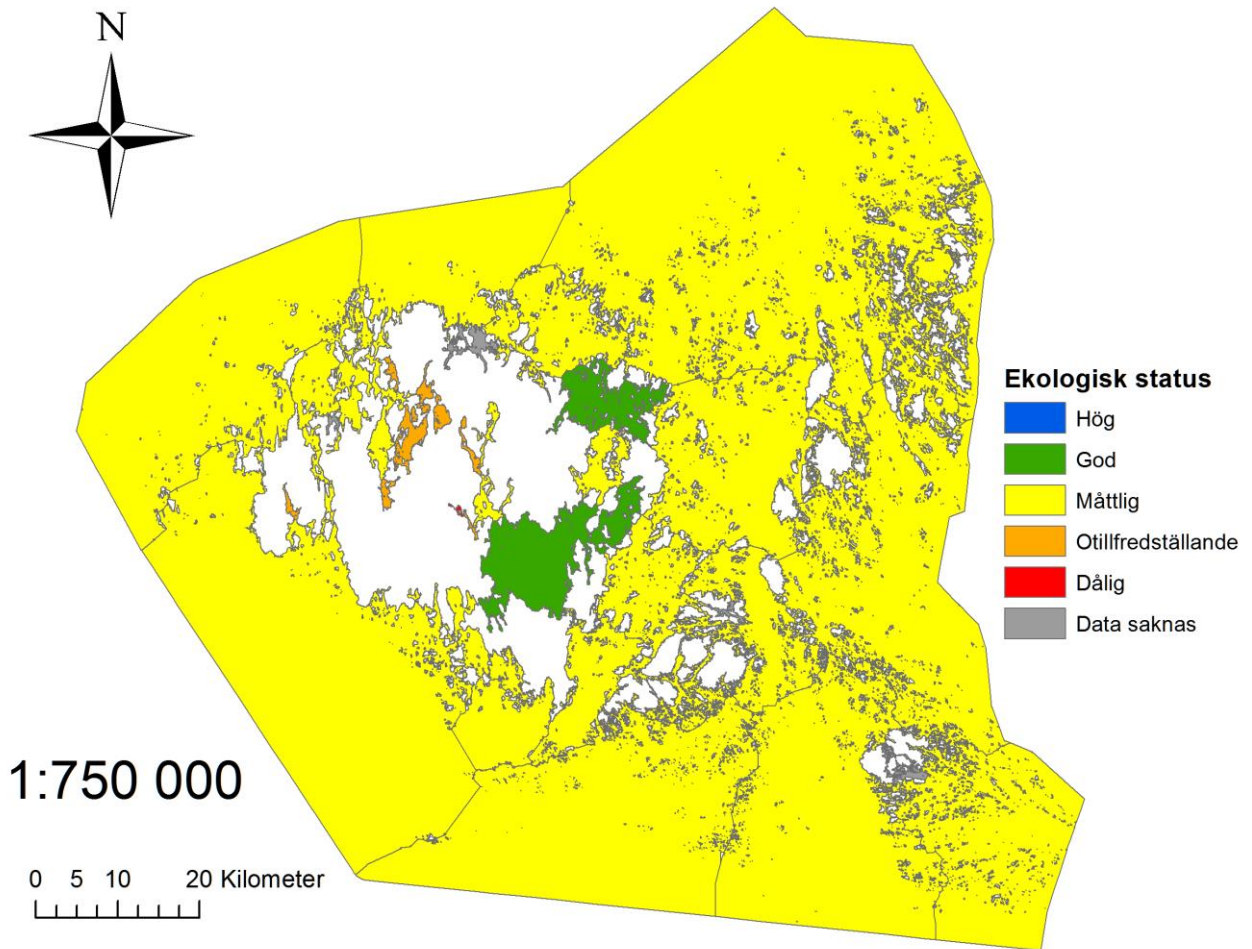 N
Ekologisk status
Hög
God
Måttlig
Otillfredställande
Dålig
Data saknas
1:750 000
0 5 10 20 Kilometer